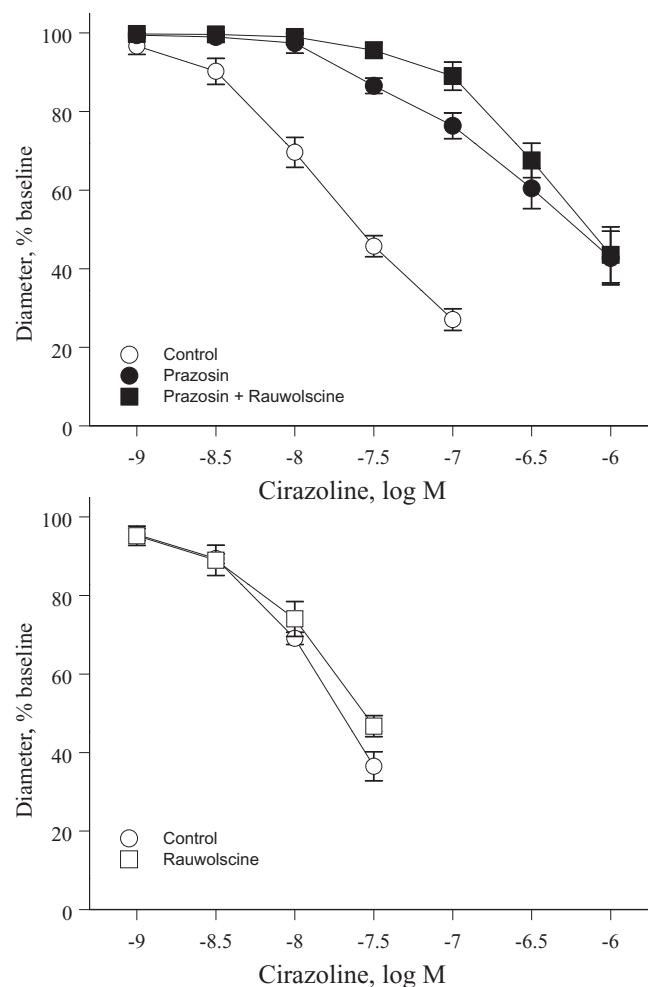 Diameter, % baseline
100
80
60
40
20
0
Control
Prazosin
Prazosin + Rauwolscine
-9 -8.5 -8 -7.5 -7 -6.5 -6
Cirazoline, log M
Diameter, % baseline
100
80
60
40
20
0
Control
Rauwolscine
-9 -8.5 -8 -7.5 -7 -6.5 -6
Cirazoline, log M